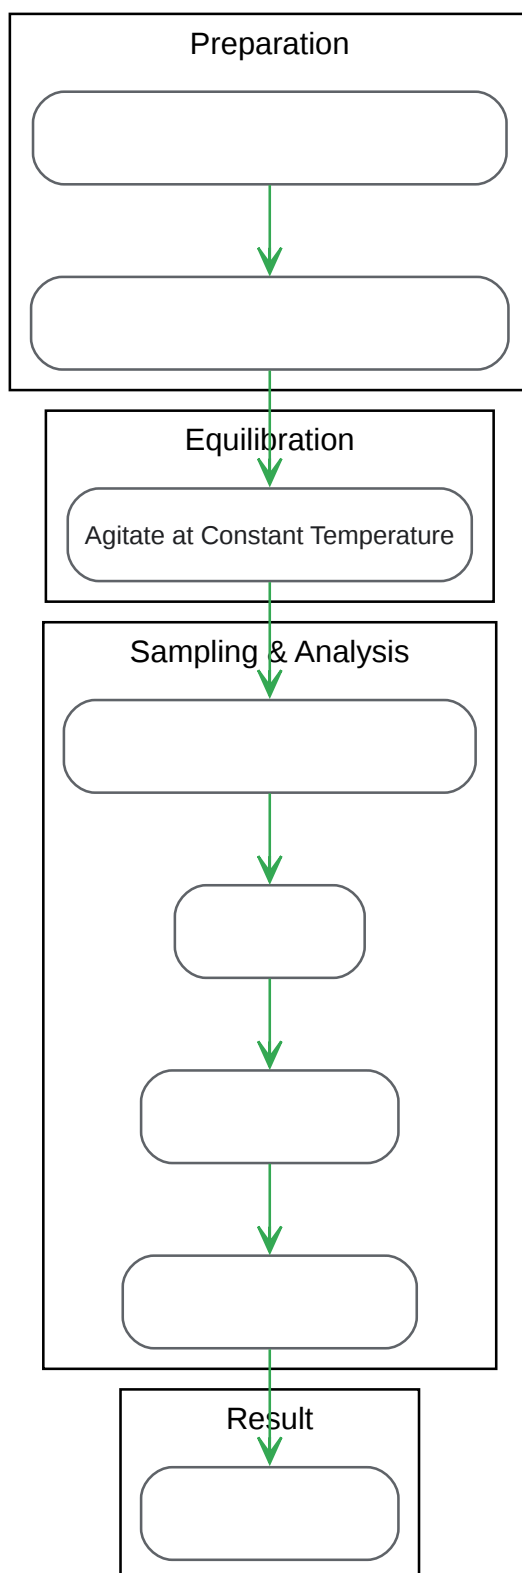 Preparation
Equilibration
Agitate at Constant Temperature
Sampling & Analysis
Result